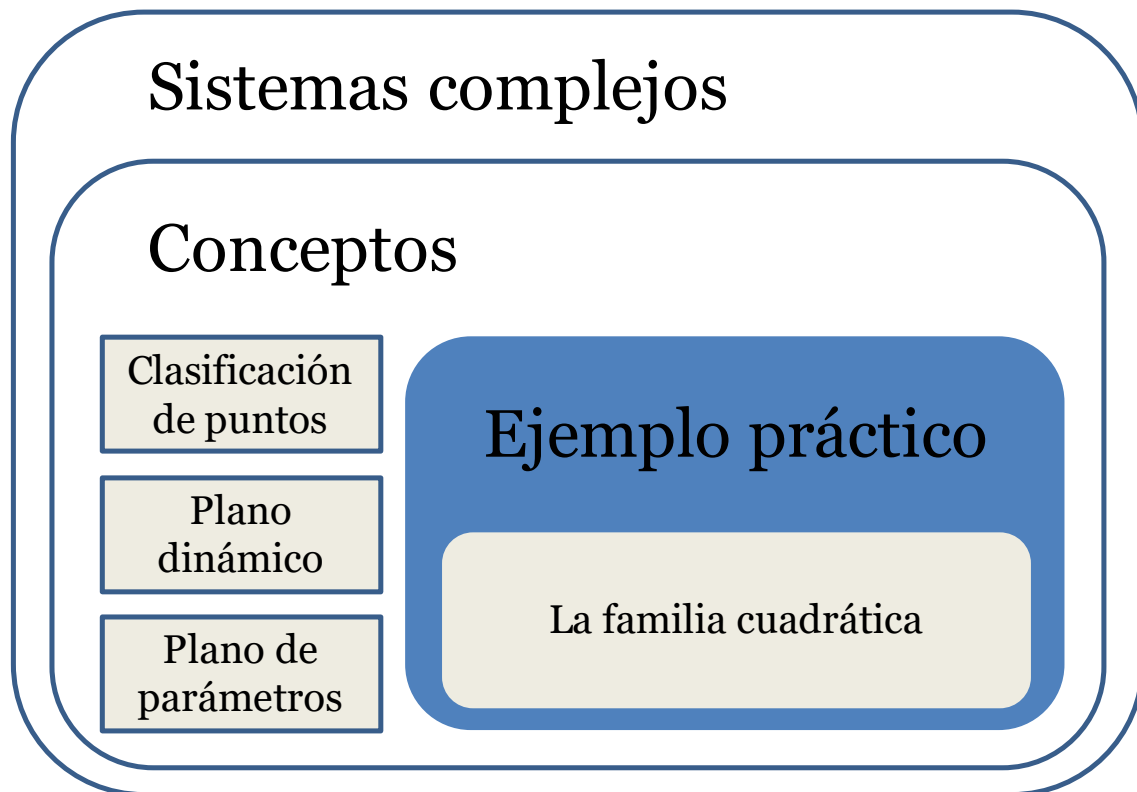 Sistemas complejos
Conceptos
Clasificación
de puntos
Plano
dinámico
Plano de
parámetros
Ejemplo práctico
La familia cuadrática